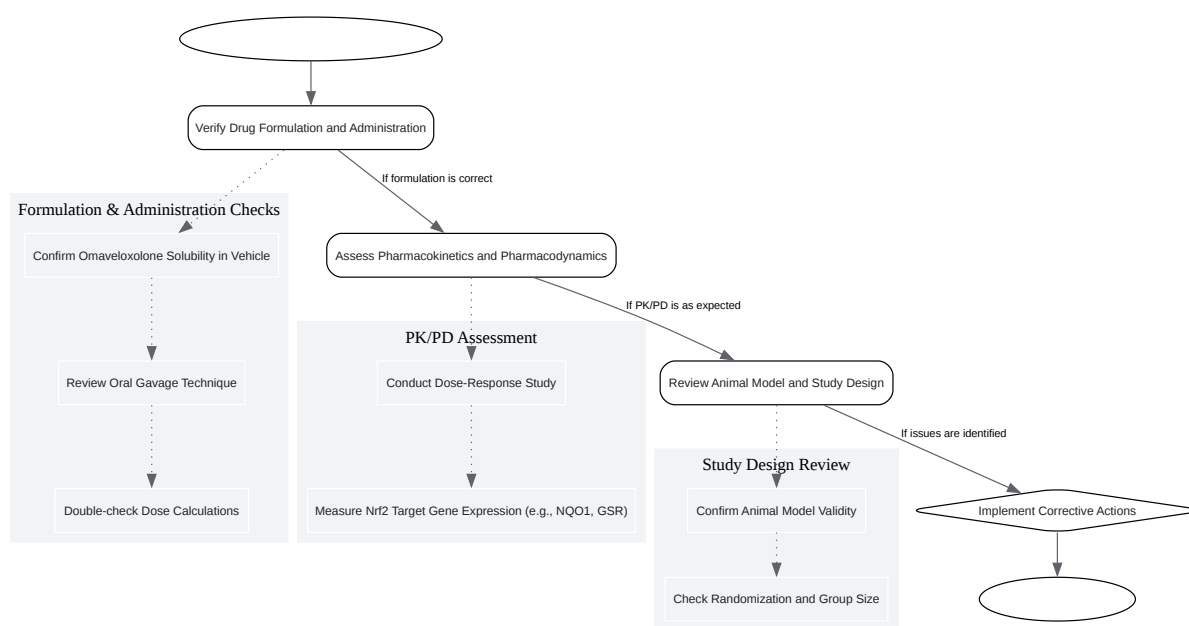 Verify Drug Formulation and Administration
If formulation is correct
Formulation & Administration Checks
Confirm Omaveloxolone Solubility in Vehicle
Assess Pharmacokinetics and Pharmacodynamics
If PK/PD is as expected
PK/PD Assessment
Review Oral Gavage Technique
Conduct Dose-Response Study
Review Animal Model and Study Design
If issues are identified
Study Design Review
Double-check Dose Calculations
Measure Nrf2 Target Gene Expression (e.g., NQO1, GSR)
Confirm Animal Model Validity
Implement Corrective Actions
Check Randomization and Group Size